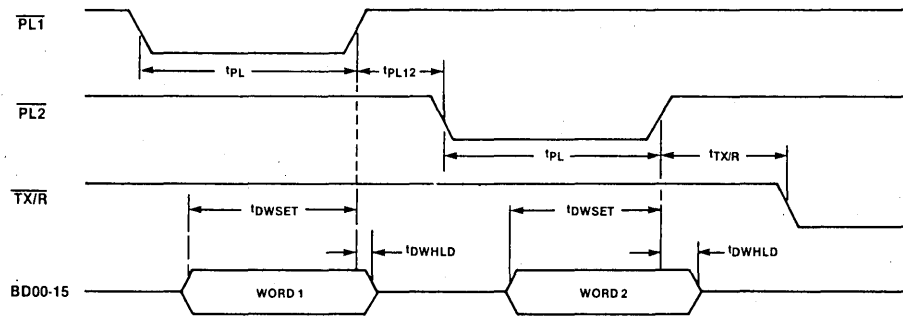 PL1
tPL
tPL12
PL2
tPL
tTX/R
TX/R
tDWSET
tDWSET
tDWHLD
tDWHLD
BD00-15
WORD 1
WORD 2